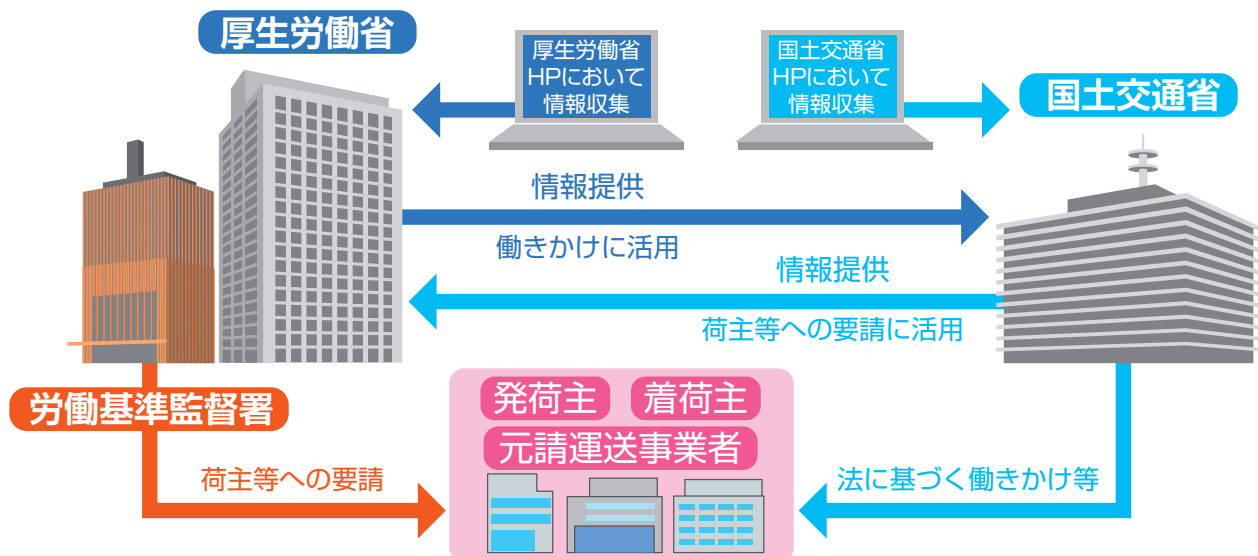 厚生労働省
厚生労働省
HPにおいて
情報収集
国土交通省
HPにおいて
情報収集
国土交通省
情報提供
働きかけに活用
情報提供
荷主等への要請に活用
労働基準監督署
発荷主
着荷主
元請運送事業者
荷主等への要請
法に基づく働きかけ等